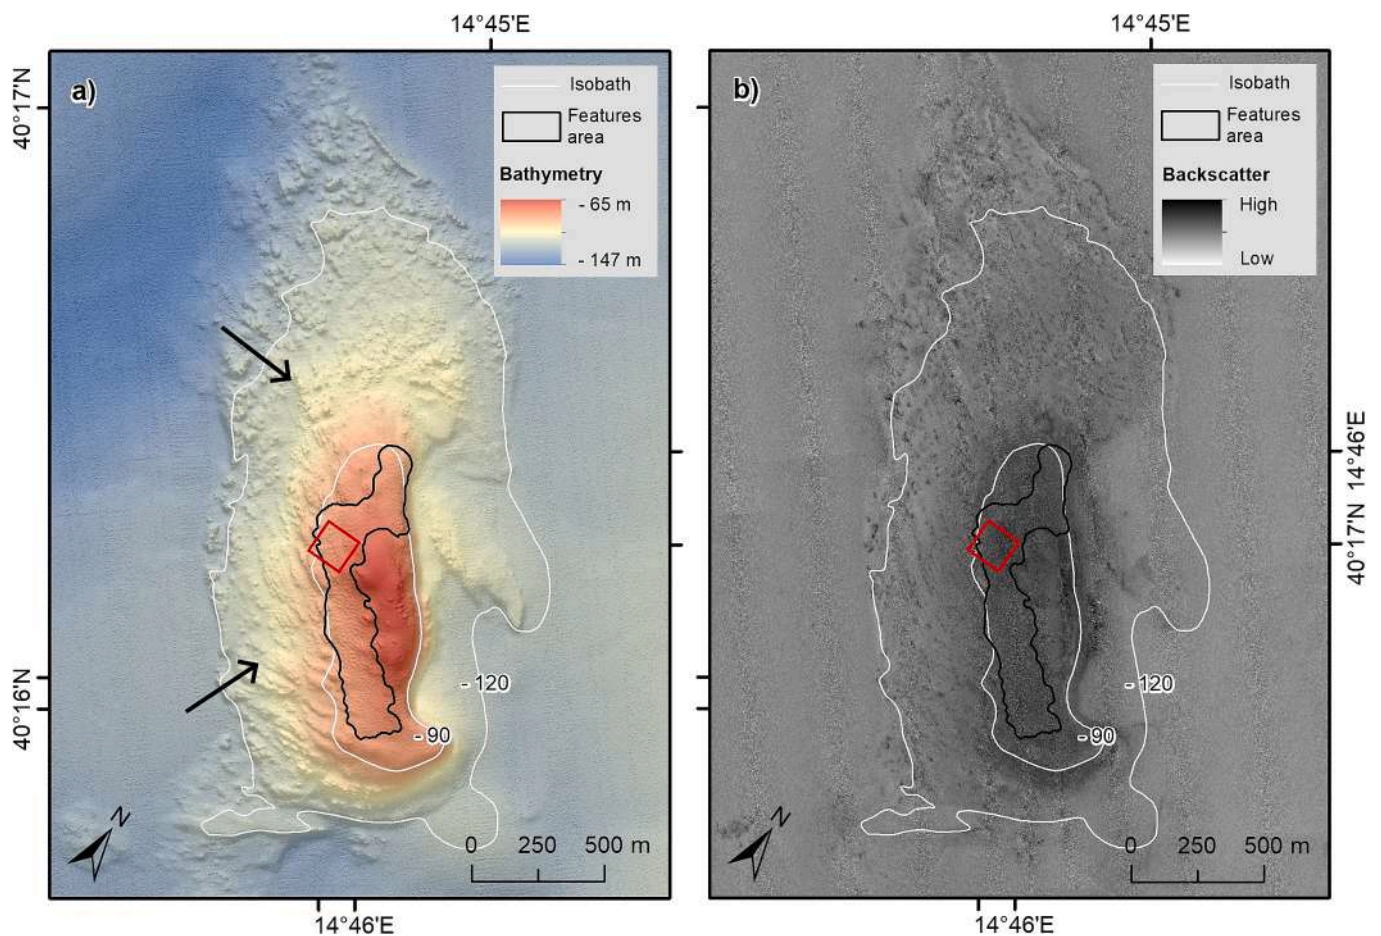 14°45'E
14°45'E
a)
Isobath
Features
area
Bathymetry
- 65 m
- 147 m
40°17'N
40°16'N
- 120
- 90
N
0 250 500 m
14°46'E
b)
Isobath
Features
area
Backscatter
High
Low
40°17'N 14°46'E
- 120
- 90
N
0 250 500 m
14°46'E